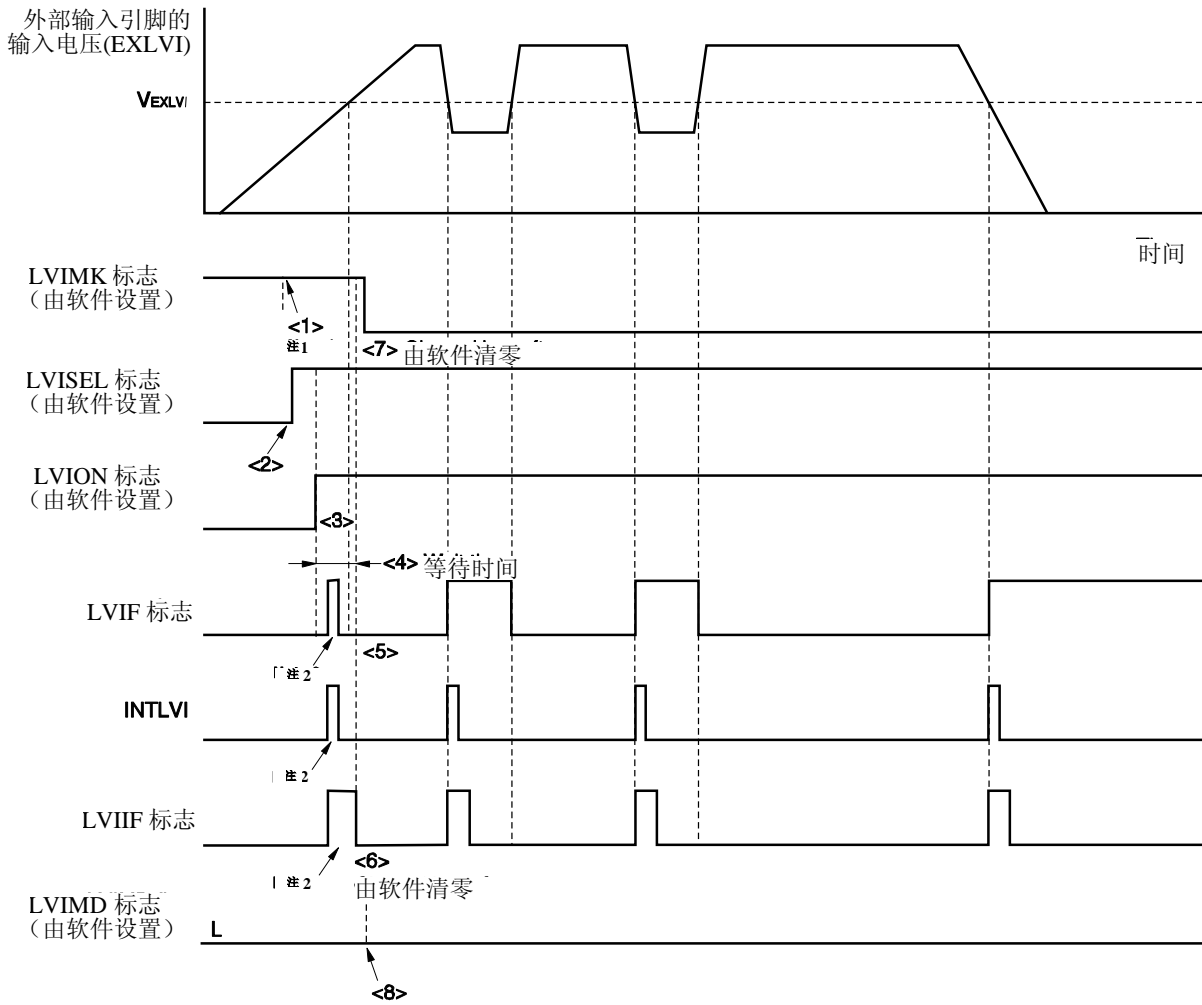 外部输入引脚的
输入电压(EXLVI)
VEXLVI
时间
LVIMK 标志
（由软件设置）
<1>
注1
<7> 由软件清零
LVISEL 标志
（由软件设置）
<2>
LVION 标志
（由软件设置）
<3>
<4> 等待时间
LVIF 标志
<5>
注 2
INTLVI
注 2
LVIIF 标志
<6>
注 2
由软件清零
LVIMD 标志
（由软件设置）
L
<8>